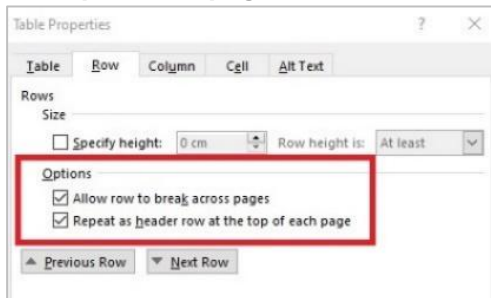 Table Properties ? ×
Table Row Column Cell Alt Text
Rows
Size
Specify height: 0 cm Row height is: At least
Options
Allow row to break across pages
Repeat as header row at the top of each page
Previous Row Next Row